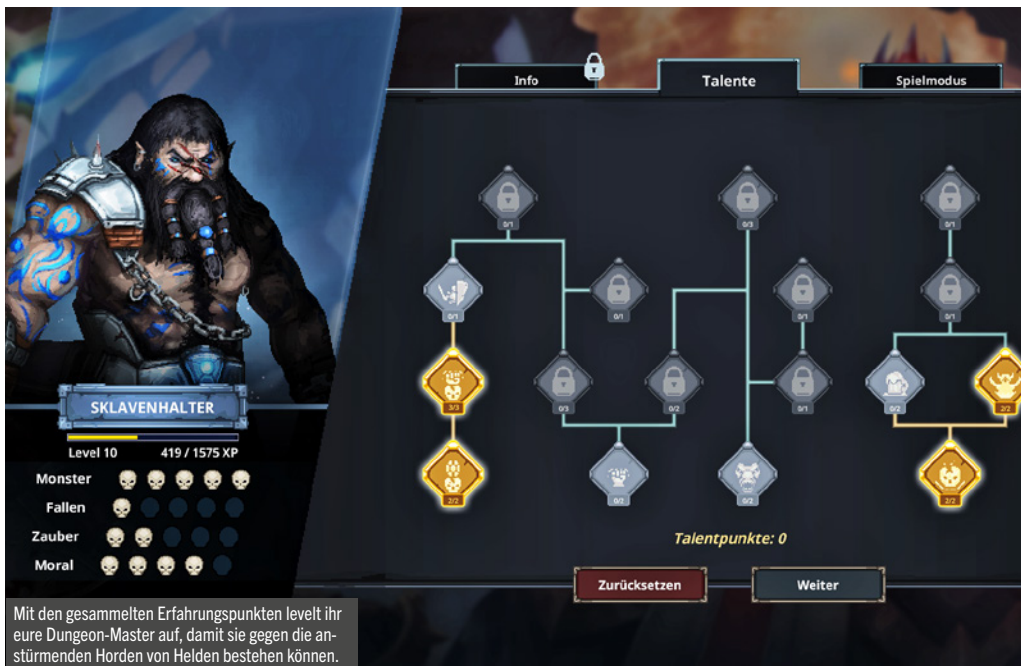 Info
Talente
Spielmodus
0/1
0/3
0/1
0/1
0/1
0/1
0/1
3/3
0/3
0/2
0/1
0/2
2/2
2/2
0/2
0/2
2/2
SKLAVENHALTER
Level 10 419 / 1575 XP
Monster
Fallen
Zauber
Moral
Talentpunkte: 0
Zurücksetzen
Weiter
Mit den gesammelten Erfahrungspunkten levelt ihr
eure Dungeon-Master auf, damit sie gegen die an-
stürmenden Horden von Helden bestehen können.